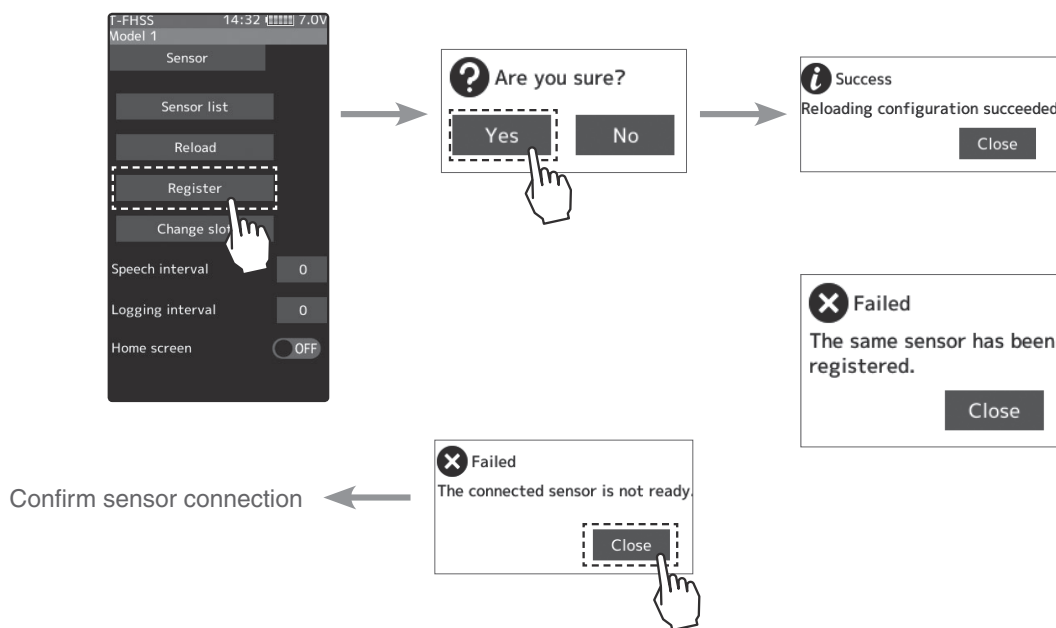 T-FHSS 14:32 7.0V
Model 1
Sensor
Sensor list
Reload
Register
Change slot
Speech interval 0
Logging interval 0
Home screen OFF
Are you sure?
Yes No
Success
Reloading configuration succeeded
Close
Failed
The same sensor has been
registered.
Close
Failed
The connected sensor is not ready.
Close
Confirm sensor connection